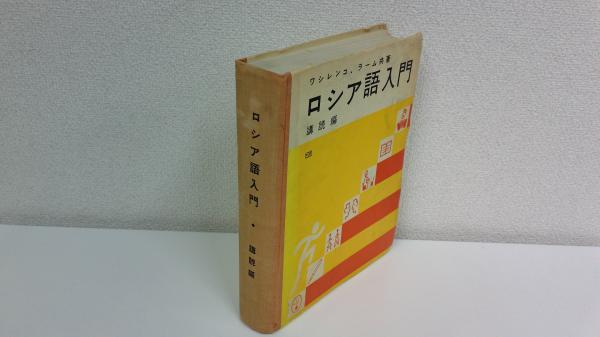 ワシレンコ、ラーム共著
ロシア語入門
講読編
ロシア語入門・講読編